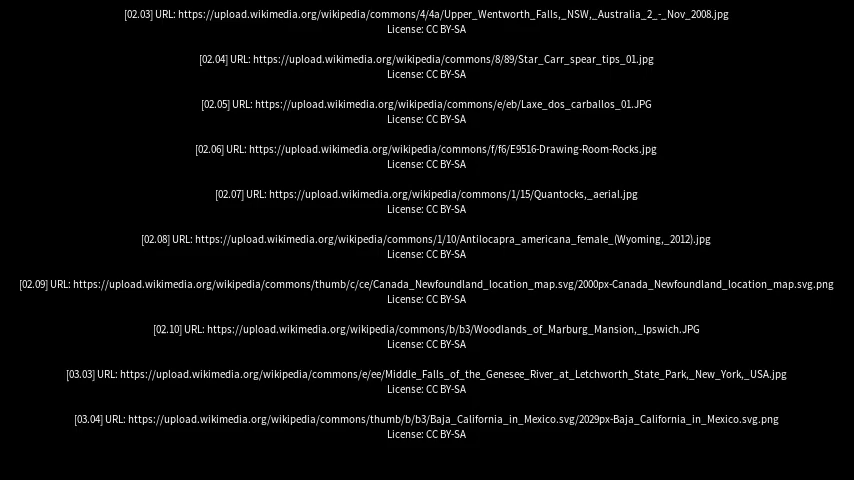 [02.03] URL: https://upload.wikimedia.org/wikipedia/commons/4/4a/Upper_Wentworth_Falls,_NSW,_Australia_2_-_Nov_2008.jpg
License: CC BY-SA
[02.04] URL: https://upload.wikimedia.org/wikipedia/commons/8/89/Star_Carr_spear_tips_01.jpg
License: CC BY-SA
[02.05] URL: https://upload.wikimedia.org/wikipedia/commons/e/eb/Laxe_dos_carballos_01.JPG
License: CC BY-SA
[02.06] URL: https://upload.wikimedia.org/wikipedia/commons/f/f6/E9516-Drawing-Room-Rocks.jpg
License: CC BY-SA
[02.07] URL: https://upload.wikimedia.org/wikipedia/commons/1/15/Quantocks,_aerial.jpg
License: CC BY-SA
[02.08] URL: https://upload.wikimedia.org/wikipedia/commons/1/10/Antilocapra_americana_female_(Wyoming,_2012).jpg
License: CC BY-SA
[02.09] URL: https://upload.wikimedia.org/wikipedia/commons/thumb/c/ce/Canada_Newfoundland_location_map.svg/2000px-Canada_Newfoundland_location_map.svg.png
License: CC BY-SA
[02.10] URL: https://upload.wikimedia.org/wikipedia/commons/b/b3/Woodlands_of_Marburg_Mansion,_Ipswich.JPG
License: CC BY-SA
[03.03] URL: https://upload.wikimedia.org/wikipedia/commons/e/ee/Middle_Falls_of_the_Genesee_River_at_Letchworth_State_Park,_New_York,_USA.jpg
License: CC BY-SA
[03.04] URL: https://upload.wikimedia.org/wikipedia/commons/thumb/b/b3/Baja_California_in_Mexico.svg/2029px-Baja_California_in_Mexico.svg.png
License: CC BY-SA